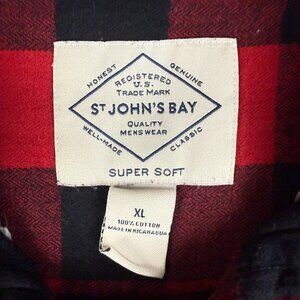 HONEST
GENUINE
REGISTERED
U.S.
TRADE MARK
ST JOHN'S BAY
QUALITY
MENSWEAR
WELL-MADE
CLASSIC
SUPER SOFT
XL
100% COTTON
MADE IN NICARAGUA